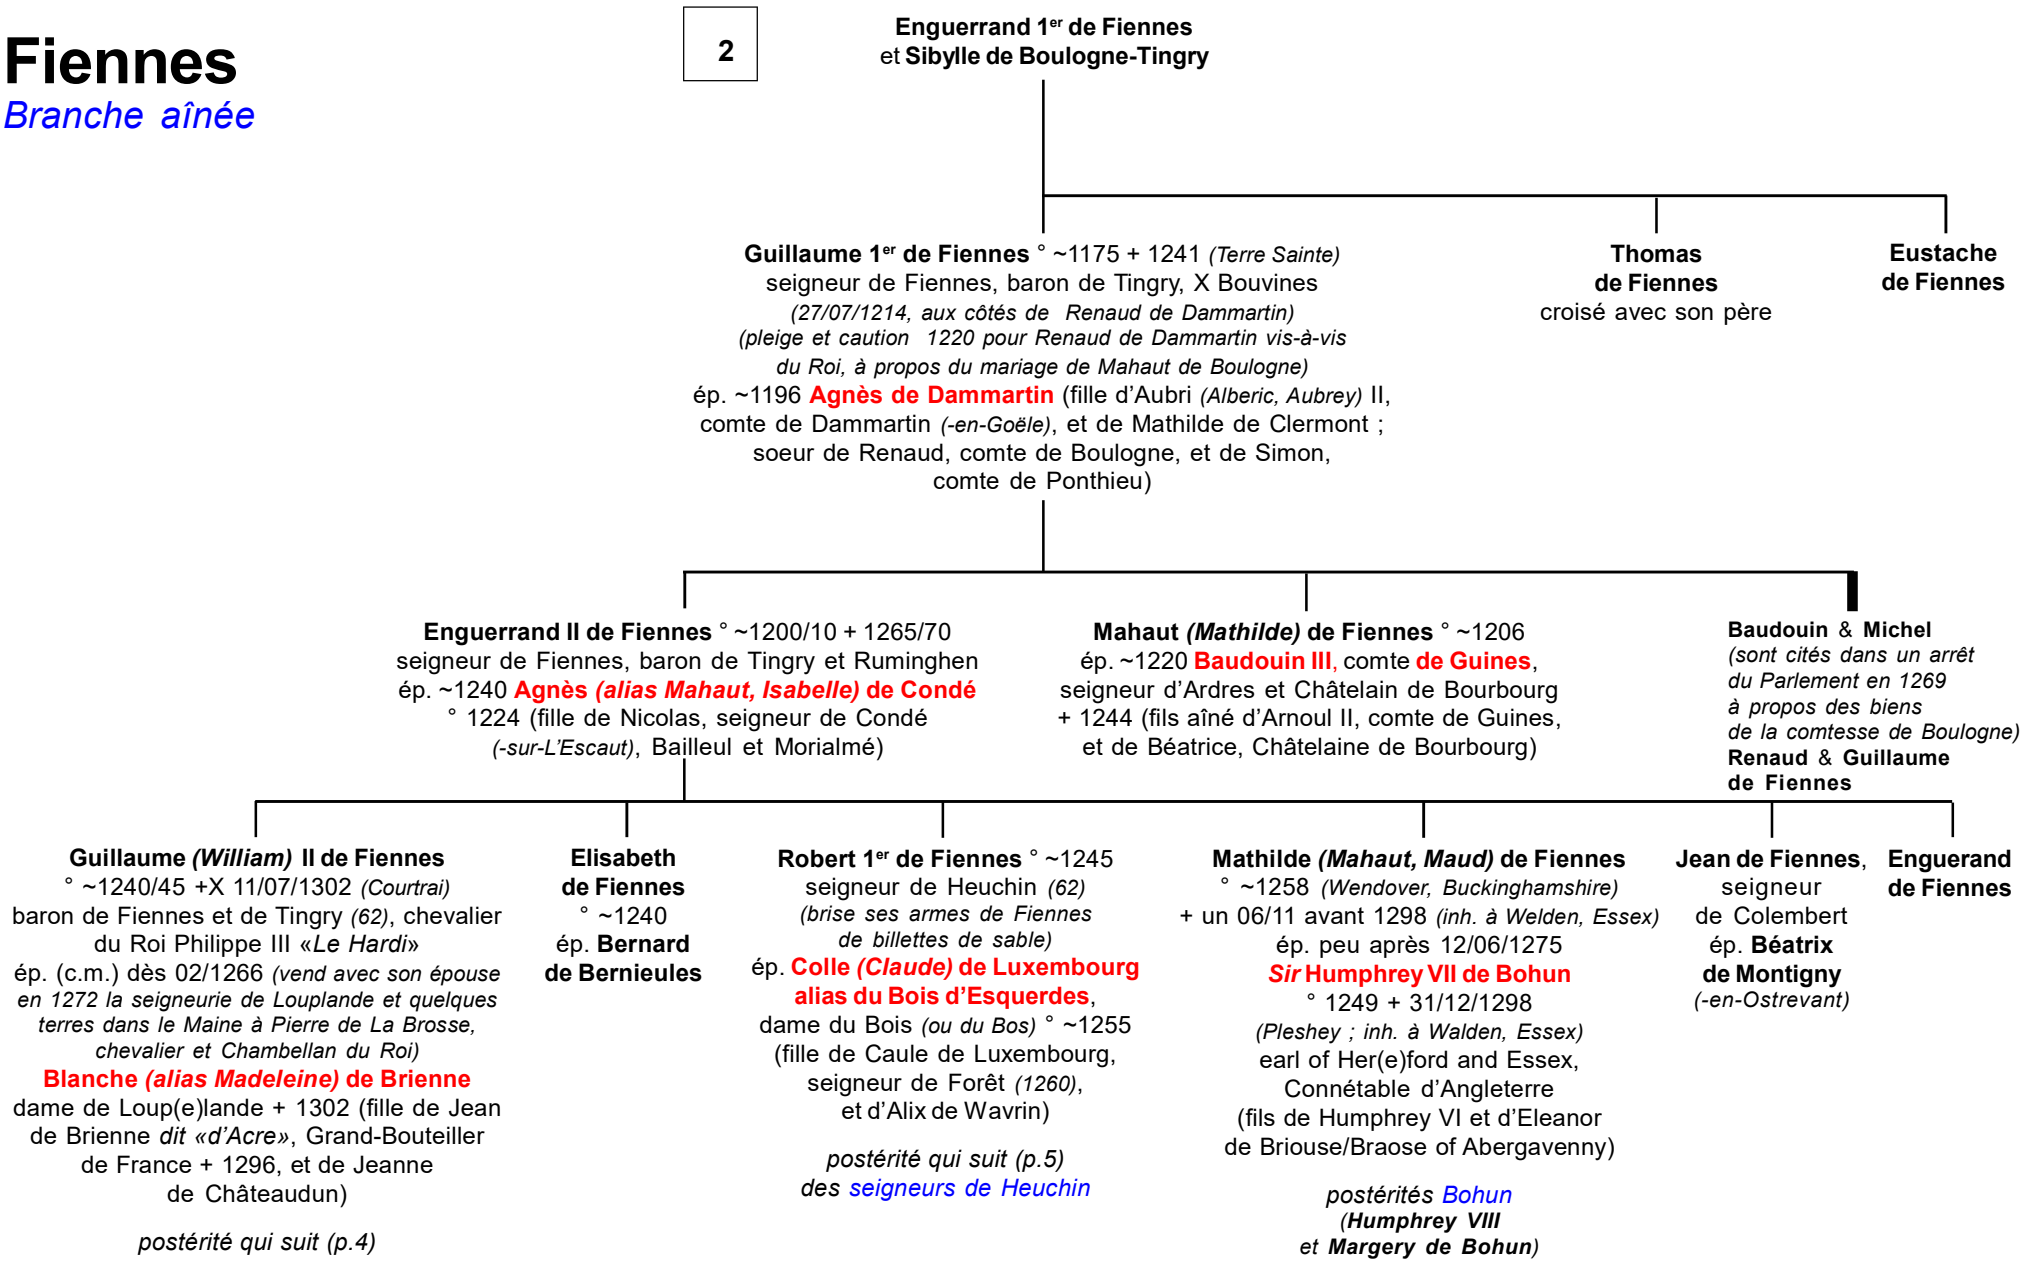 Fiennes
Branche aînée
2
Enguerrand 1er de Fiennes
et Sibylle de Boulogne-Tingry
Guillaume 1er de Fiennes ° ~1175 + 1241 (Terre Sainte)
seigneur de Fiennes, baron de Tingry, X Bouvines
(27/07/1214, aux côtés de Renaud de Dammartin)
(pleige et caution 1220 pour Renaud de Dammartin vis-à-vis
du Roi, à propos du mariage de Mahaut de Boulogne)
ép. ~1196 Agnès de Dammartin (fille d'Aubri (Alberic, Aubrey) II,
comte de Dammartin (-en-Goële), et de Mathilde de Clermont ;
soeur de Renaud, comte de Boulogne, et de Simon,
comte de Ponthieu)
Thomas
de Fiennes
croisé avec son père
Eustache
de Fiennes
Enguerrand II de Fiennes ° ~1200/10 + 1265/70
seigneur de Fiennes, baron de Tingry et Ruminghen
ép. ~1240 Agnès (alias Mahaut, Isabelle) de Condé
° 1224 (fille de Nicolas, seigneur de Condé
(-sur-L'Escaut), Bailleul et Morialmé)
Mahaut (Mathilde) de Fiennes ° ~1206
ép. ~1220 Baudouin III, comte de Guines,
seigneur d'Ardres et Châtelain de Bourbourg
+ 1244 (fils aîné d'Arnoul II, comte de Guines,
et de Béatrice, Châtelaine de Bourbourg)
Baudouin & Michel
(sont cités dans un arrêt
du Parlement en 1269
à propos des biens
de la comtesse de Boulogne)
Renaud & Guillaume
de Fiennes
Guillaume (William) II de Fiennes
° ~1240/45 +X 11/07/1302 (Courtrai)
baron de Fiennes et de Tingry (62), chevalier
du Roi Philippe III «Le Hardi»
ép. (c.m.) dès 02/1266 (vend avec son épouse
en 1272 la seigneurie de Louplande et quelques
terres dans le Maine à Pierre de La Brosse,
chevalier et Chambellan du Roi)
Blanche (alias Madeleine) de Brienne
dame de Loup(e)lande + 1302 (fille de Jean
de Brienne dit «d'Acre», Grand-Bouteiller
de France + 1296, et de Jeanne
de Châteaudun)
postérité qui suit (p.4)
Elisabeth
de Fiennes
° ~1240
ép. Bernard
de Bernieules
Robert 1er de Fiennes ° ~1245
seigneur de Heuchin (62)
(brise ses armes de Fiennes
de billettes de sable)
ép. Colle (Claude) de Luxembourg
alias du Bois d'Esquerdes,
dame du Bois (ou du Bos) ° ~1255
(fille de Caule de Luxembourg,
seigneur de Forêt (1260),
et d'Alix de Wavrin)
postérité qui suit (p.5)
des seigneurs de Heuchin
Mathilde (Mahaut, Maud) de Fiennes
° ~1258 (Wendover, Buckinghamshire)
+ un 06/11 avant 1298 (inh. à Welden, Essex)
ép. peu après 12/06/1275
Sir Humphrey VII de Bohun
° 1249 + 31/12/1298
(Pleshey ; inh. à Walden, Essex)
earl of Her(e)ford and Essex,
Connétable d'Angleterre
(fils de Humphrey VI et d'Eleanor
de Briouse/Braose of Abergavenny)
postérités Bohun
(Humphrey VIII
et Margery de Bohun)
Jean de Fiennes,
seigneur
de Colembert
ép. Béatrix
de Montigny
(-en-Ostrevant)
Enguerand
de Fiennes